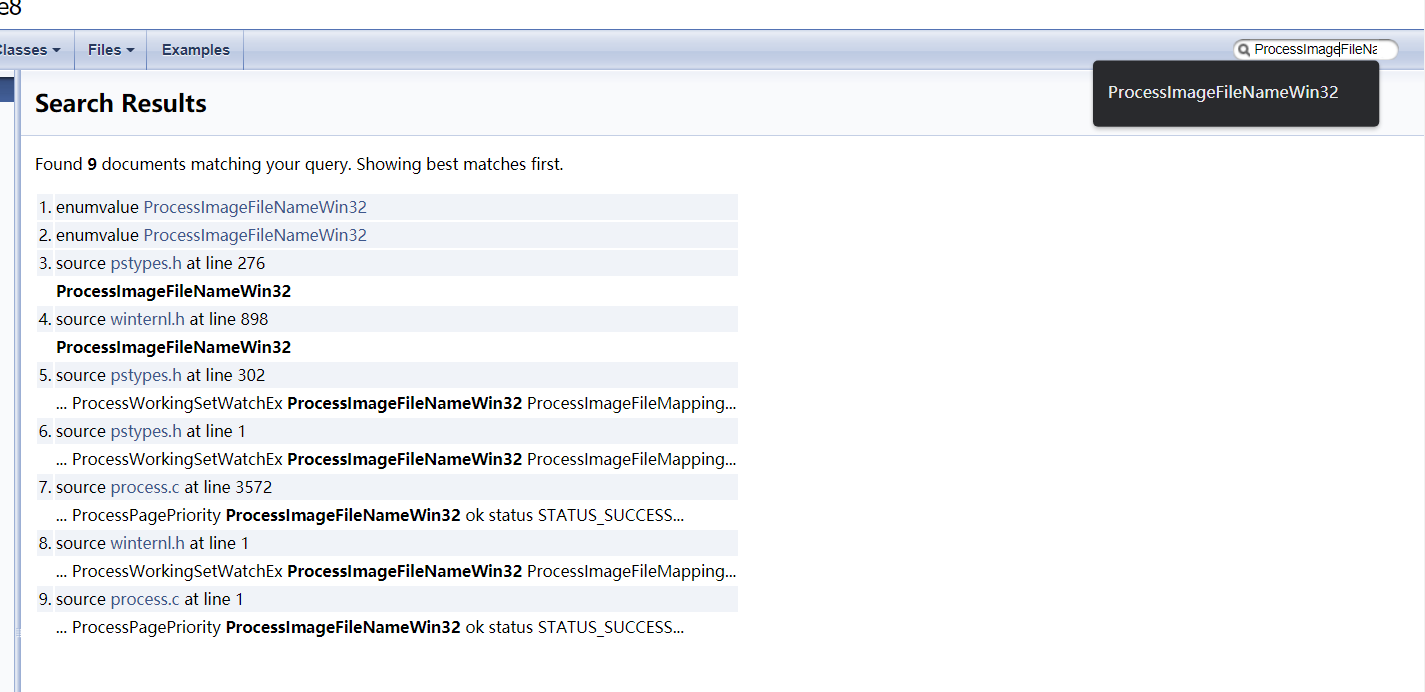 e8
Classes
Files
Examples
ProcessImageFileNa
ProcessImageFileNameWin32
Search Results
Found 9 documents matching your query. Showing best matches first.
1. enumvalue ProcessImageFileNameWin32
2. enumvalue ProcessImageFileNameWin32
3. source pstypes.h at line 276
ProcessImageFileNameWin32
4. source winternl.h at line 898
ProcessImageFileNameWin32
5. source pstypes.h at line 302
... ProcessWorkingSetWatchEx ProcessImageFileNameWin32 ProcessImageFileMapping...
6. source pstypes.h at line 1
... ProcessWorkingSetWatchEx ProcessImageFileNameWin32 ProcessImageFileMapping...
7. source process.c at line 3572
... ProcessPagePriority ProcessImageFileNameWin32 ok status STATUS_SUCCESS...
8. source winternl.h at line 1
... ProcessWorkingSetWatchEx ProcessImageFileNameWin32 ProcessImageFileMapping...
9. source process.c at line 1
... ProcessPagePriority ProcessImageFileNameWin32 ok status STATUS_SUCCESS...